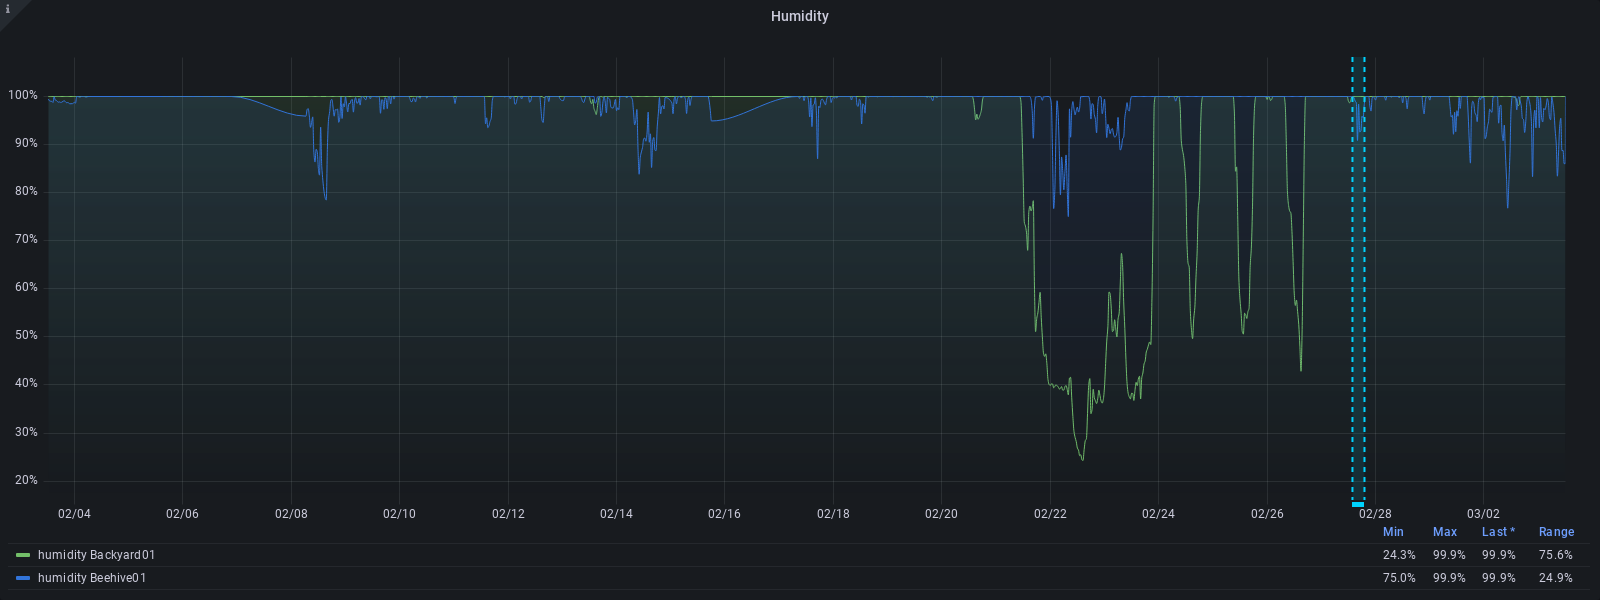 i
Humidity
100%
90%
80%
70%
60%
50%
40%
30%
20%
02/04 02/06 02/08 02/10 02/12 02/14 02/16 02/18 02/20 02/22 02/24 02/26 02/28 03/02
Min Max Last * Range
humidity Backyard01 24.3% 99.9% 99.9% 75.6%
humidity Beehive01 75.0% 99.9% 99.9% 24.9%